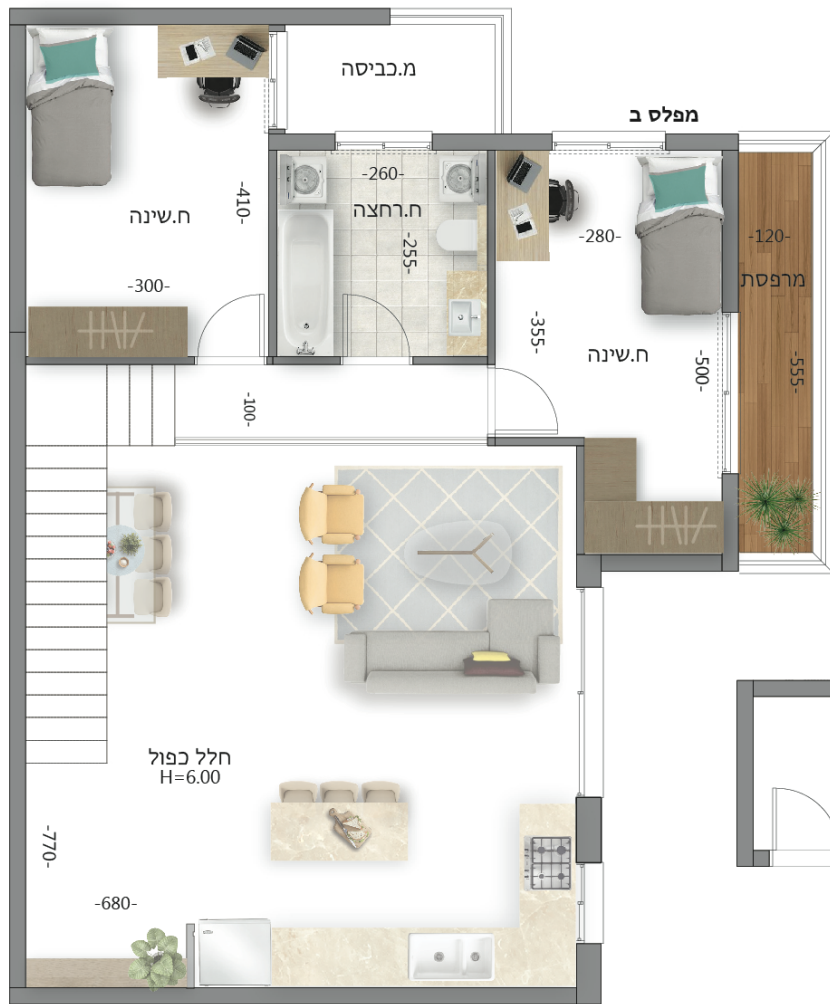 מ.כביסה
מפלס ב
-260-
ח.רחצה
-255-
-410-
ח.שינה
-300-
-280-
-120-
מרפסת
-355-
ח.שינה
-500-
-555-
-100-
חלל כפול
H=6.00
-770-
-680-